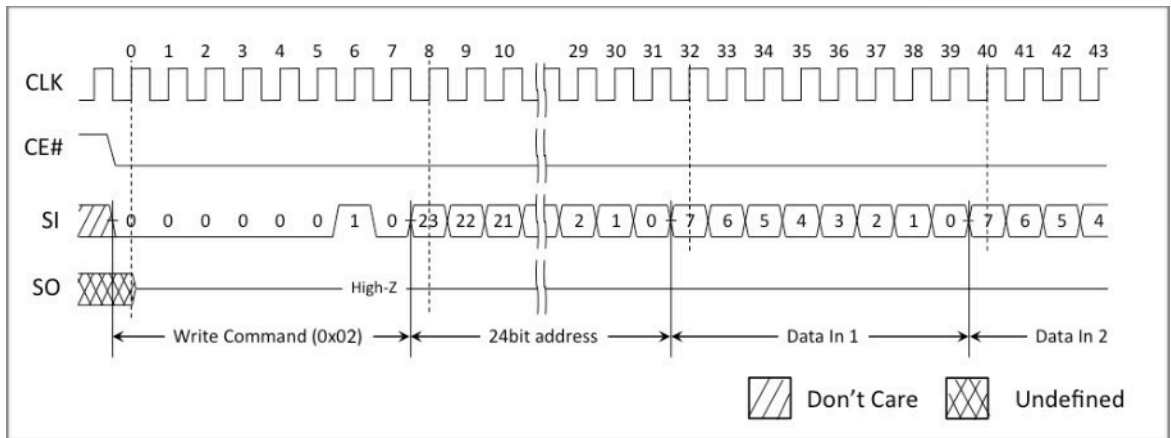 0 1 2 3 4 5 6 7 8 9 10 29 30 31 32 33 34 35 36 37 38 39 40 41 42 43
CLK
CE#
SI 0 0 0 0 0 0 1 0 23 22 21 2 1 0 7 6 5 4 3 2 1 0 7 6 5 4
SO High-Z
Write Command (0x02) 24bit address Data In 1 Data In 2
Don't Care Undefined